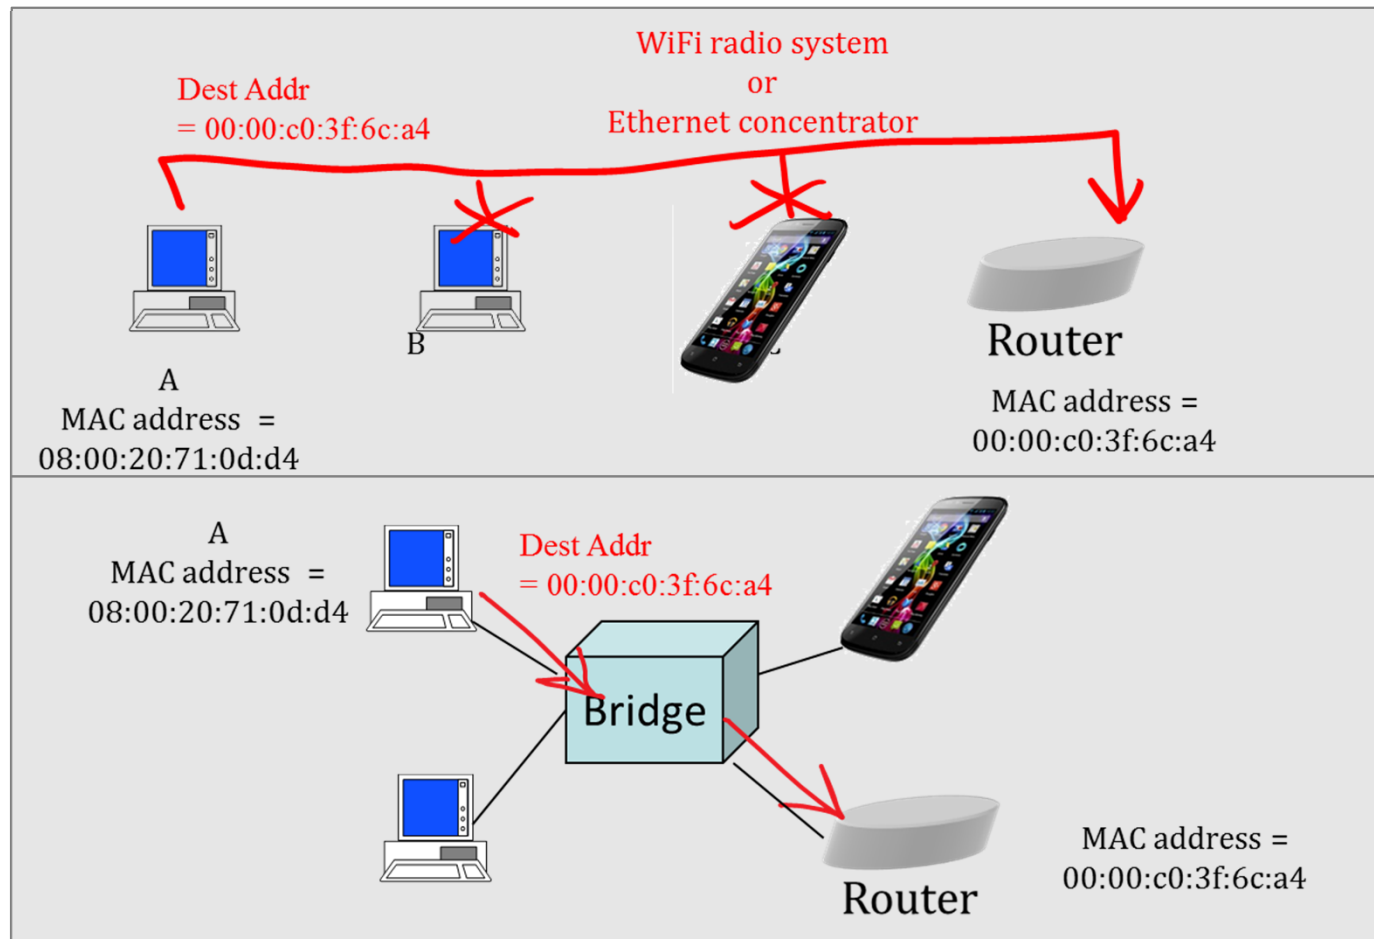 WiFi radio system
or
Ethernet concentrator
Dest Addr
= 00:00:c0:3f:6c:a4
A
MAC address =
08:00:20:71:0d:d4
B
Router
MAC address =
00:00:c0:3f:6c:a4
A
MAC address =
08:00:20:71:0d:d4
Dest Addr
= 00:00:c0:3f:6c:a4
Bridge
Router
MAC address =
00:00:c0:3f:6c:a4